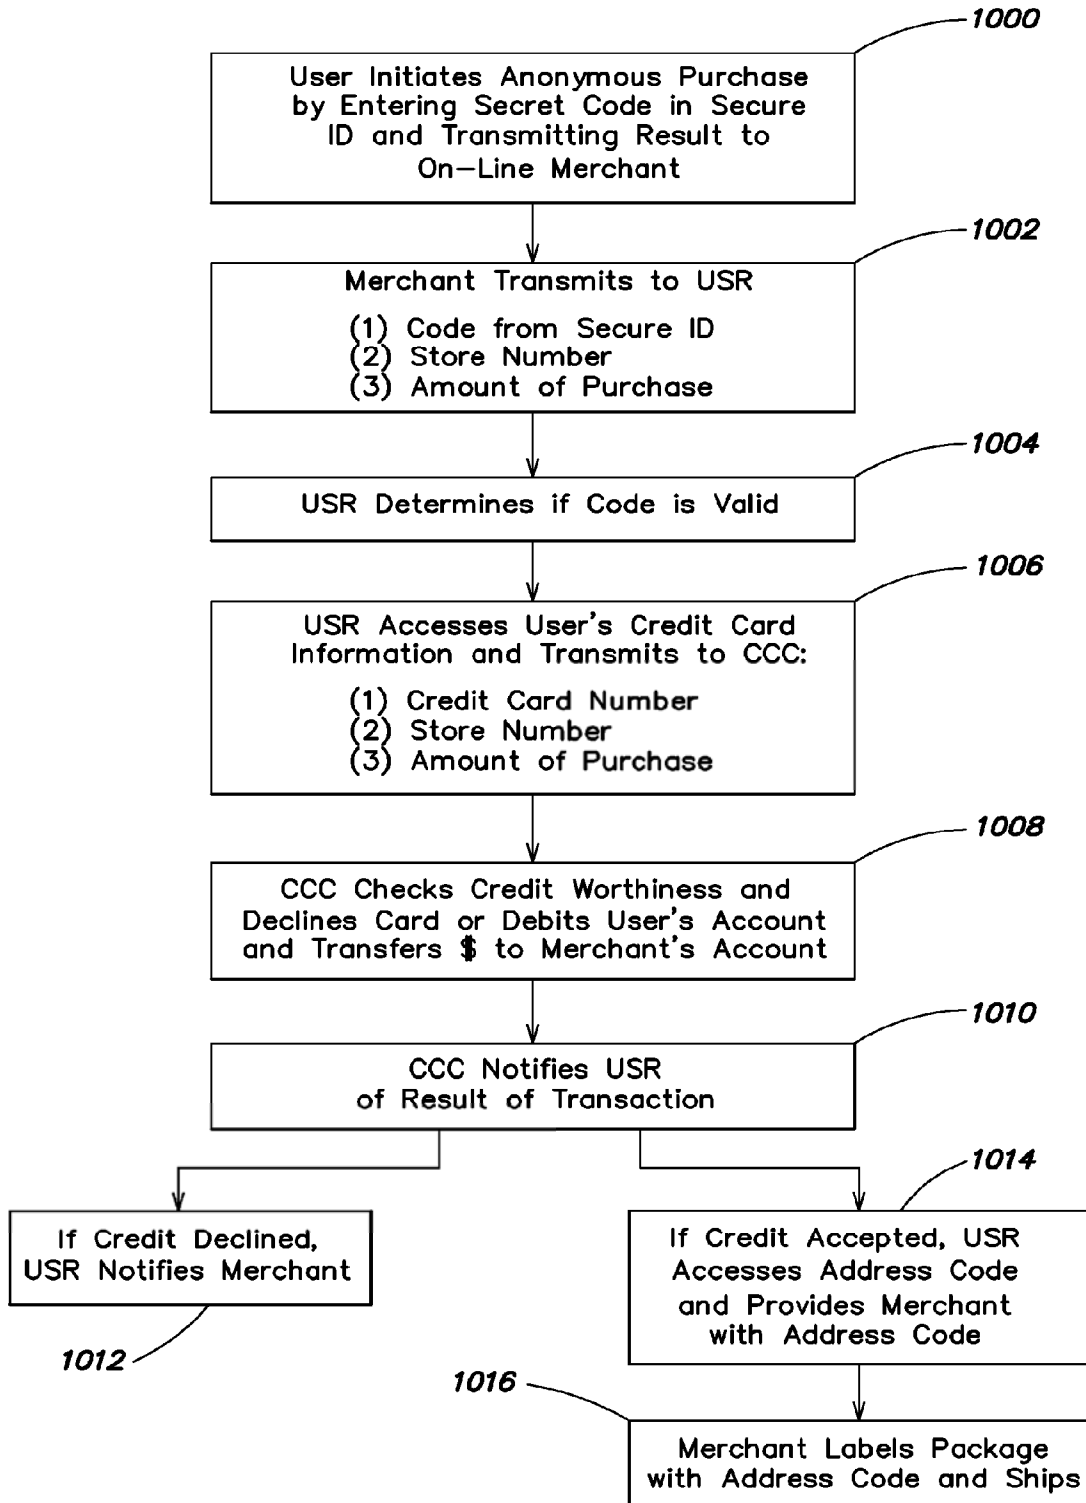 1000
User Initiates Anonymous Purchase
by Entering Secret Code in Secure
ID and Transmitting Result to
On-Line Merchant
1002
Merchant Transmits to USR
(1) Code from Secure ID
(2) Store Number
(3) Amount of Purchase
1004
USR Determines if Code is Valid
1006
USR Accesses User's Credit Card
Information and Transmits to CCC:
(1) Credit Card Number
(2) Store Number
(3) Amount of Purchase
1008
CCC Checks Credit Worthiness and
Declines Card or Debits User's Account
and Transfers $ to Merchant's Account
1010
CCC Notifies USR
of Result of Transaction
If Credit Declined,
USR Notifies Merchant
1012
1014
If Credit Accepted, USR
Accesses Address Code
and Provides Merchant
with Address Code
1016
Merchant Labels Package
with Address Code and Ships